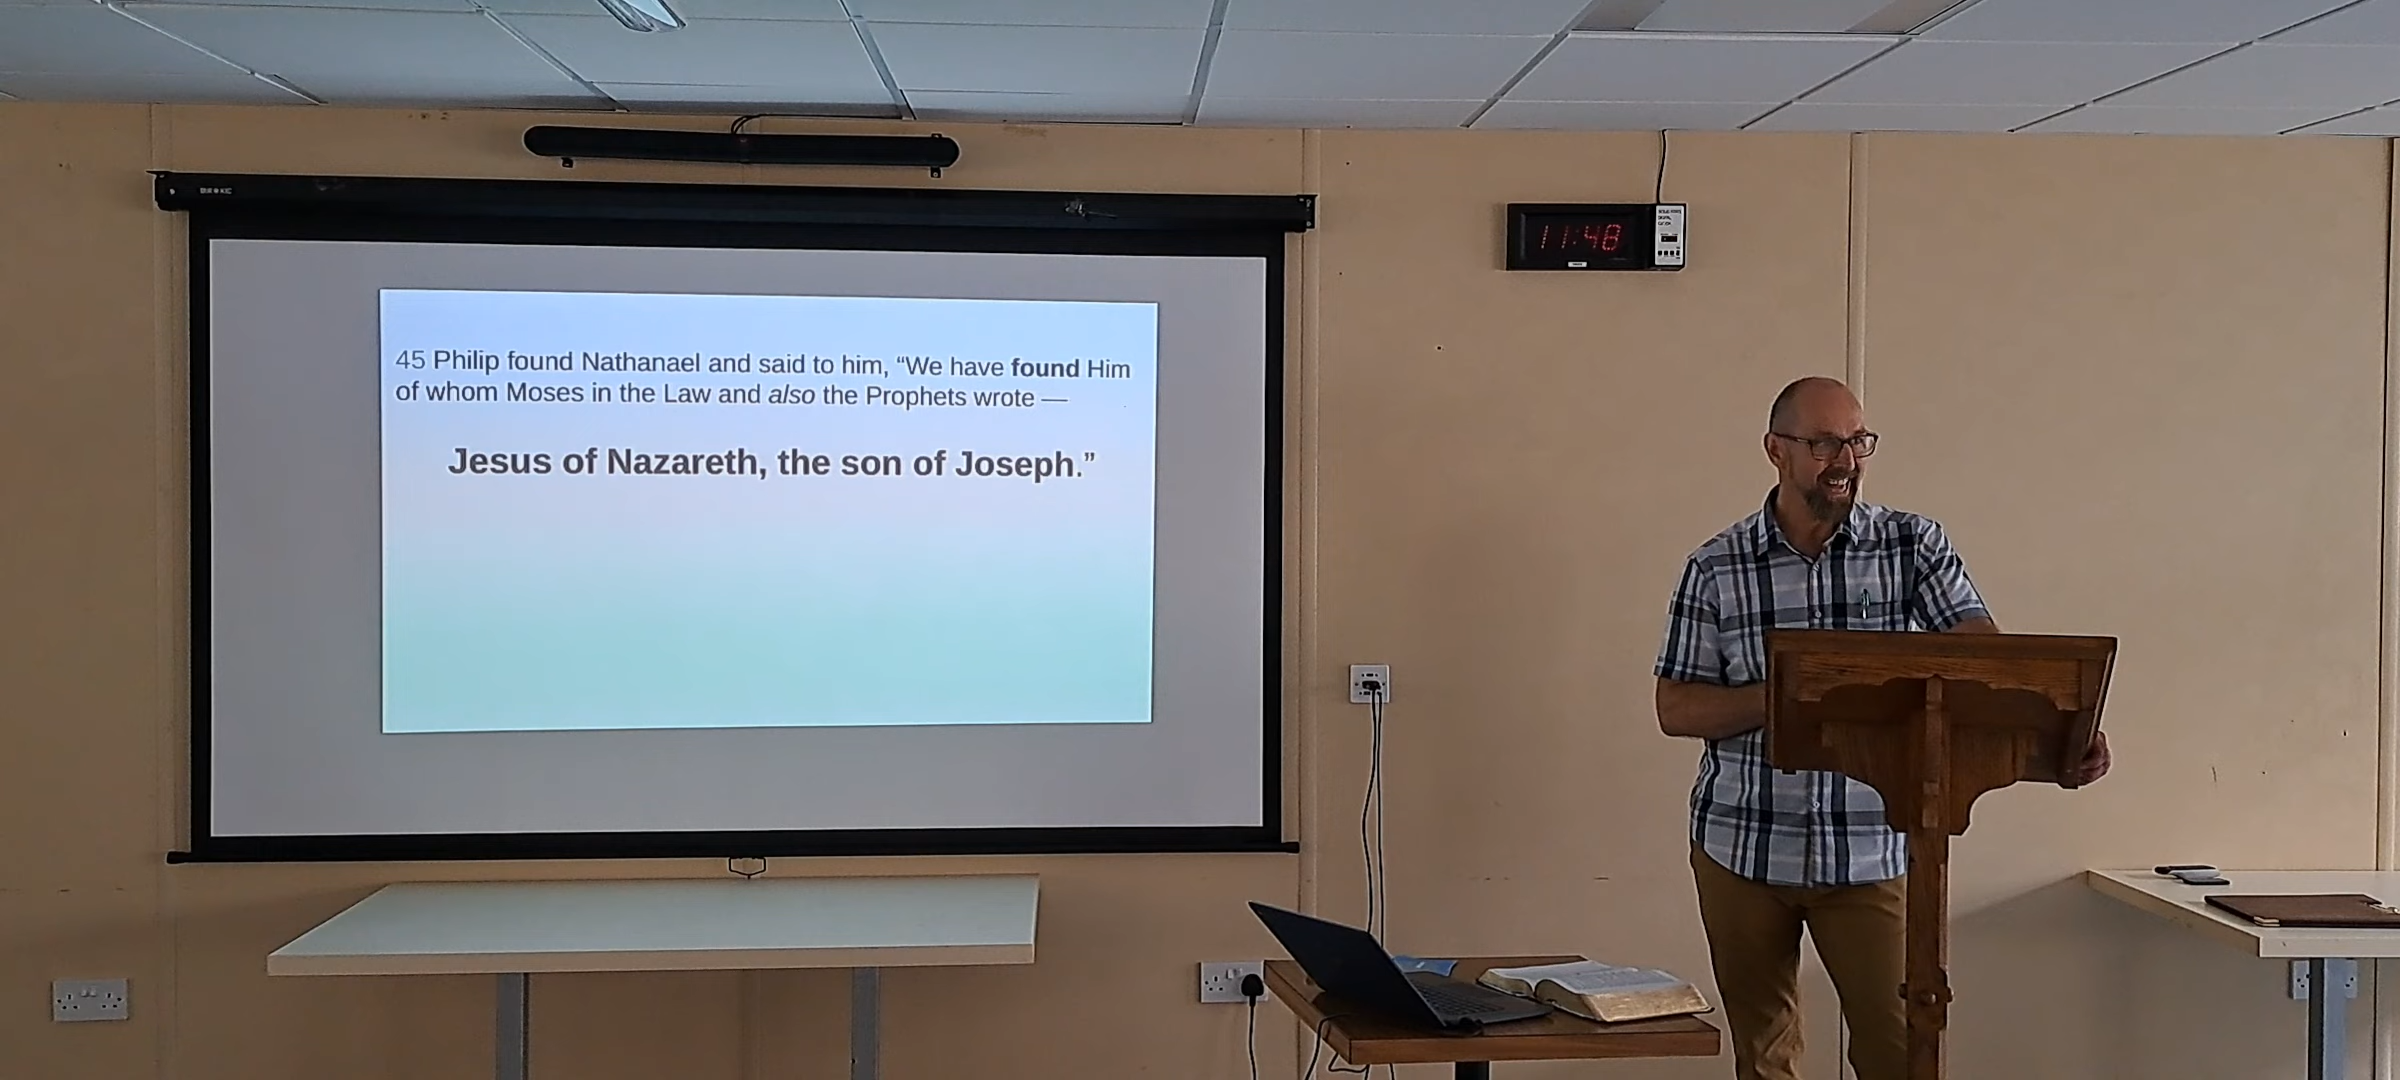 11:48
45 Philip found Nathanael and said to him, “We have found Him
of whom Moses in the Law and also the Prophets wrote —
Jesus of Nazareth, the son of Joseph.”